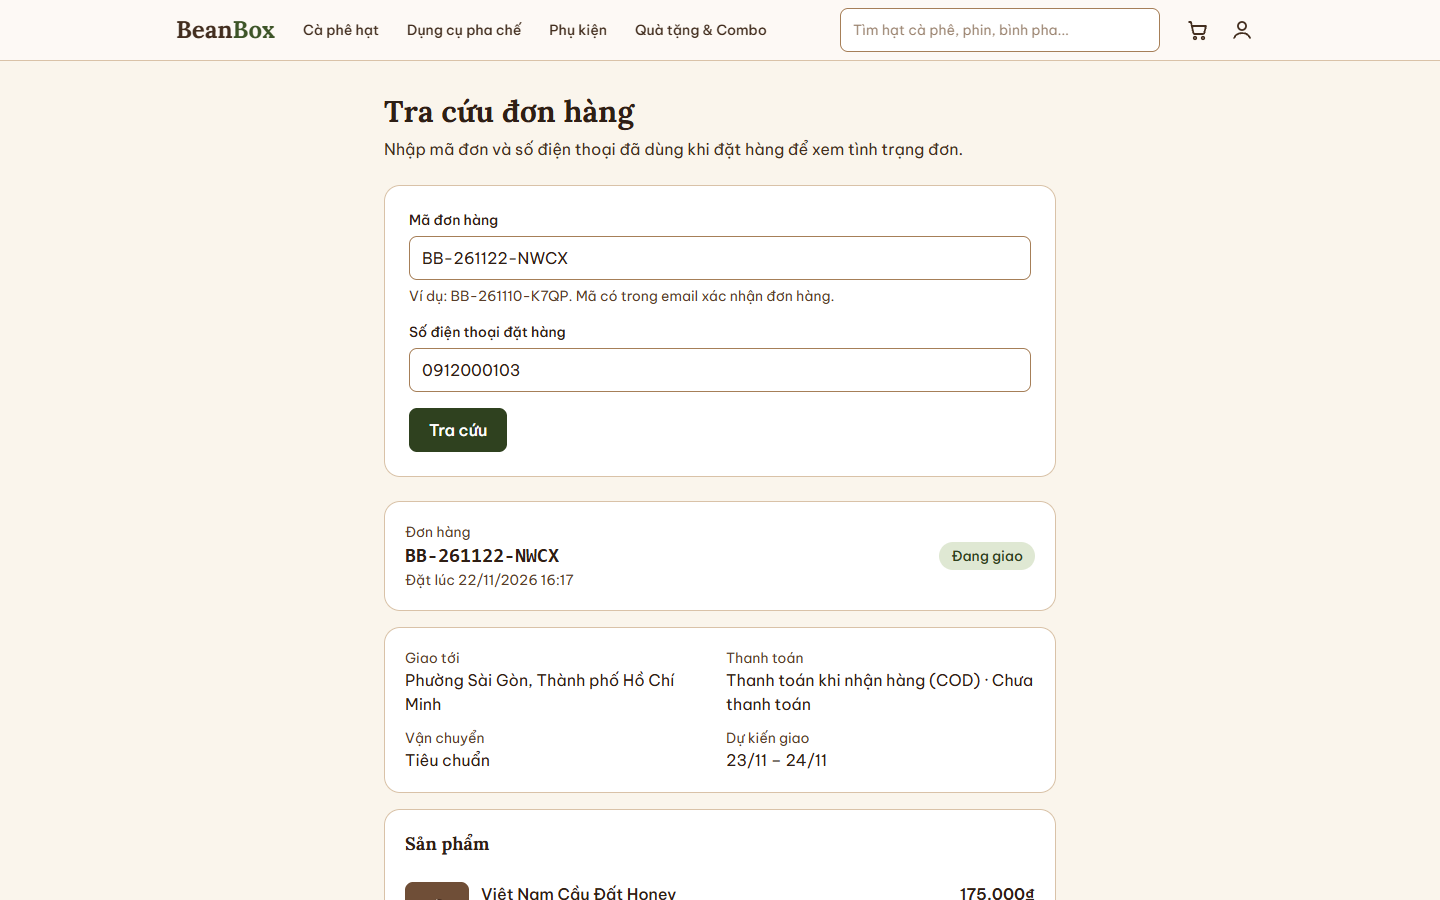 BeanBox Cà phê hạt Dụng cụ pha chế Phụ kiện Quà tặng & Combo Tìm hạt cà phê, phin, bình pha...
Tra cứu đơn hàng
Nhập mã đơn và số điện thoại đã dùng khi đặt hàng để xem tình trạng đơn.
Mã đơn hàng
BB-261122-NWCX
Ví dụ: BB-261110-K7QP. Mã có trong email xác nhận đơn hàng.
Số điện thoại đặt hàng
0912000103
Tra cứu
Đơn hàng
BB-261122-NWCX
Đặt lúc 22/11/2026 16:17
Đang giao
Giao tới
Phường Sài Gòn, Thành phố Hồ Chí
Minh
Thanh toán
Thanh toán khi nhận hàng (COD) · Chưa
thanh toán
Vận chuyển
Tiêu chuẩn
Dự kiến giao
23/11 – 24/11
Sản phẩm
Việt Nam Cầu Đất Honey 175.000₫